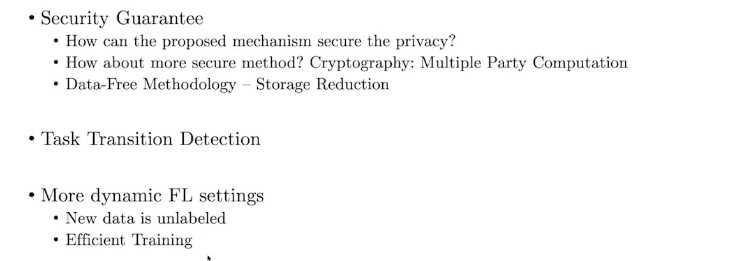 • Security Guarantee
• How can the proposed mechanism secure the privacy?
• How about more secure method? Cryptography: Multiple Party Computation
• Data-Free Methodology – Storage Reduction
• Task Transition Detection
• More dynamic FL settings
• New data is unlabeled
• Efficient Training